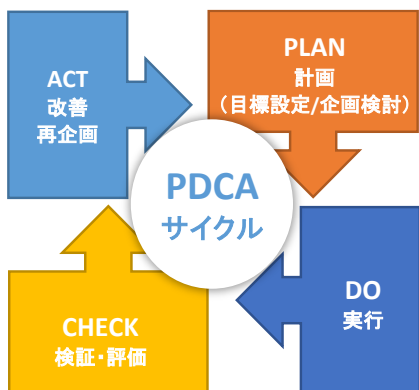 ACT
改善
再企画
PLAN
計画
（目標設定/企画検討）
PDCA
サイクル
DO
実行
CHECK
検証・評価